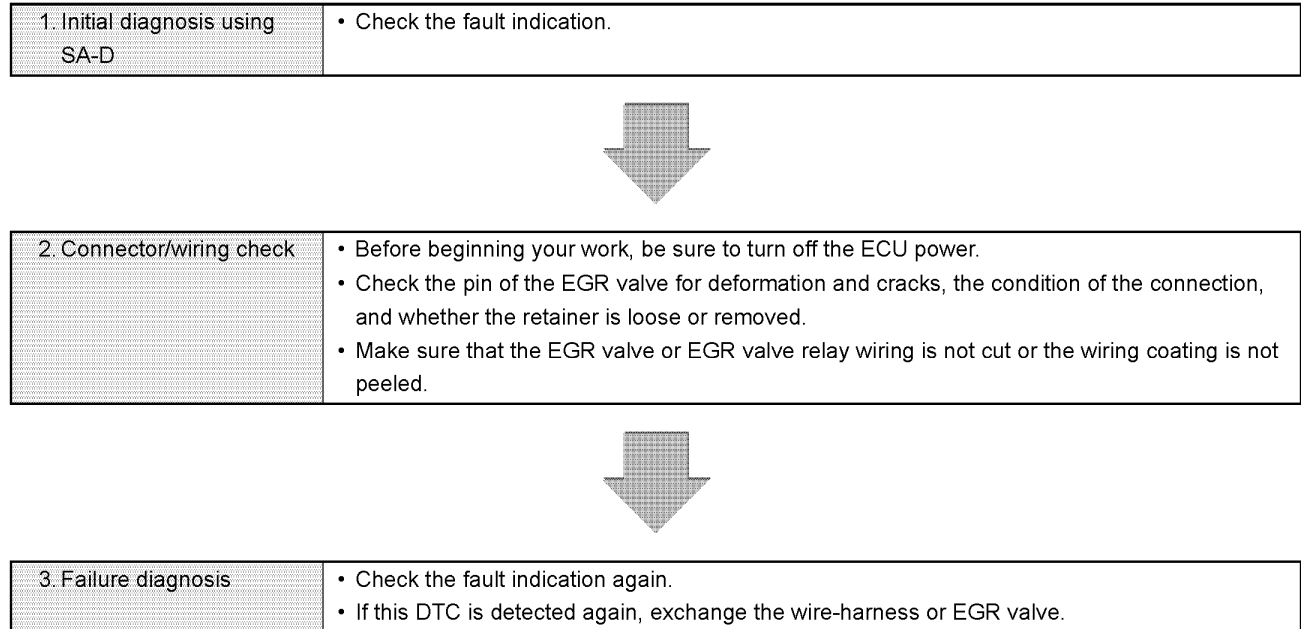 1. Initial diagnosis using
SA-D
• Check the fault indication.
2. Connector/wiring check
• Before beginning your work, be sure to turn off the ECU power.
• Check the pin of the EGR valve for deformation and cracks, the condition of the connection,
and whether the retainer is loose or removed.
• Make sure that the EGR valve or EGR valve relay wiring is not cut or the wiring coating is not
peeled.
3. Failure diagnosis
• Check the fault indication again.
• If this DTC is detected again, exchange the wire-harness or EGR valve.